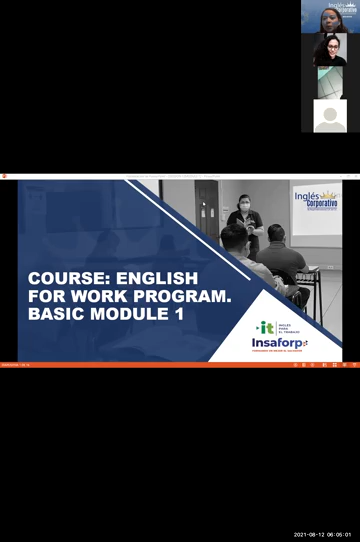 Inglés
Corporativo
Inglés
Corporativo
COURSE: ENGLISH
FOR WORK PROGRAM.
BASIC MODULE 1
it
INGLÉS
PARA
EL TRABAJO
Insaforp
2021-08-12 06:05:01